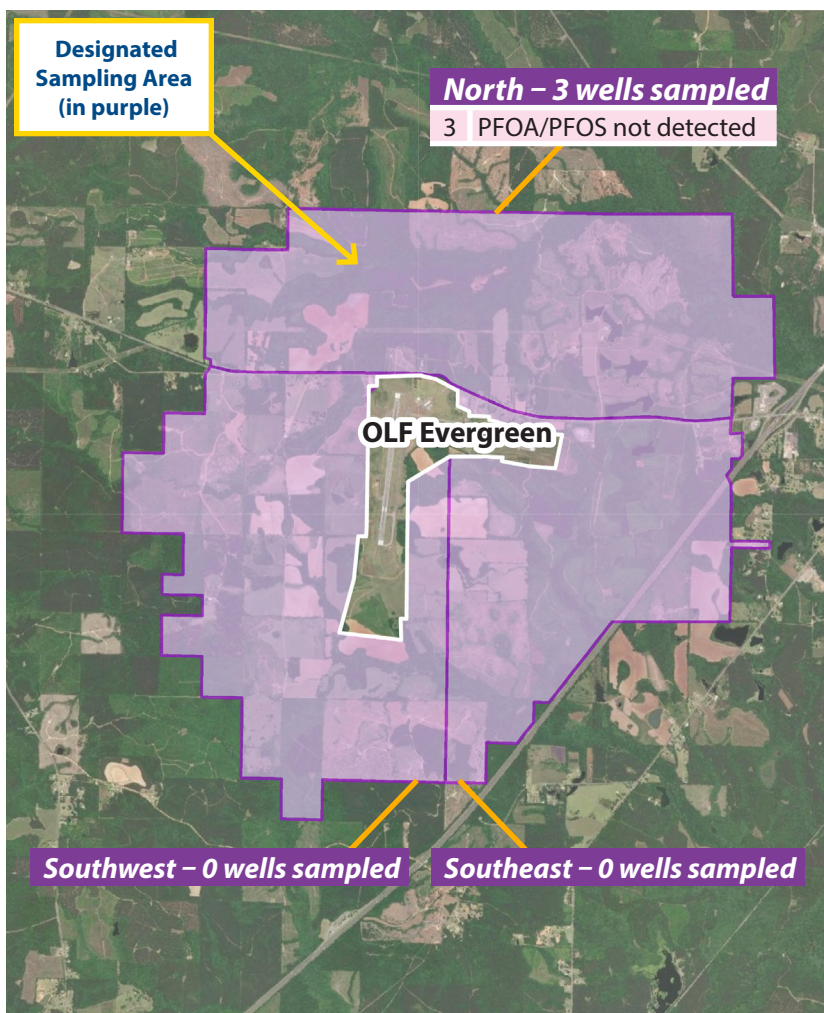 Designated
Sampling Area
(in purple)
North – 3 wells sampled
3 PFOA/PFOS not detected
OLF Evergreen
Southwest – 0 wells sampled
Southeast – 0 wells sampled